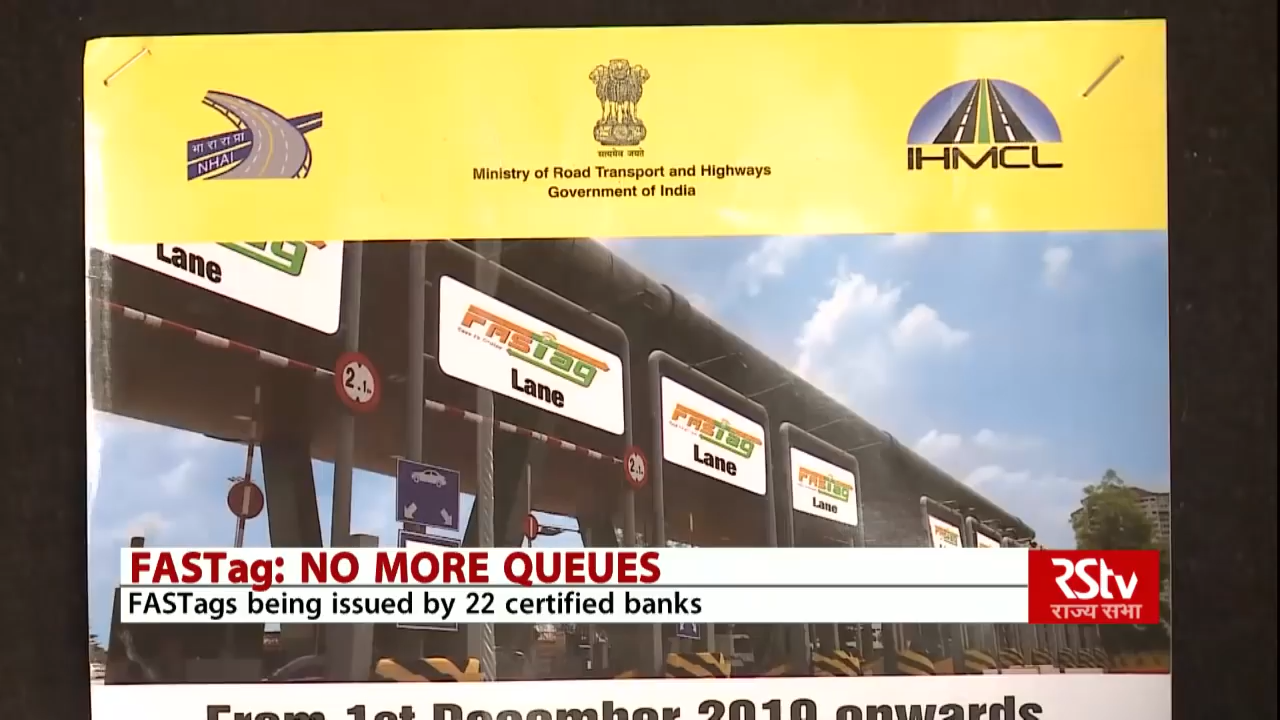 भा रा रा प्रा
NHAI
सत्यमेव जयते
Ministry of Road Transport and Highways
Government of India
IHMCL
Lane
FASTag
Lane
2.1m
FASTag
Lane
2.1m
FASTag
Lane
FASTag: NO MORE QUEUES
FASTags being issued by 22 certified banks
RSTV
राज्य सभा
From 1st December 2019 onwards